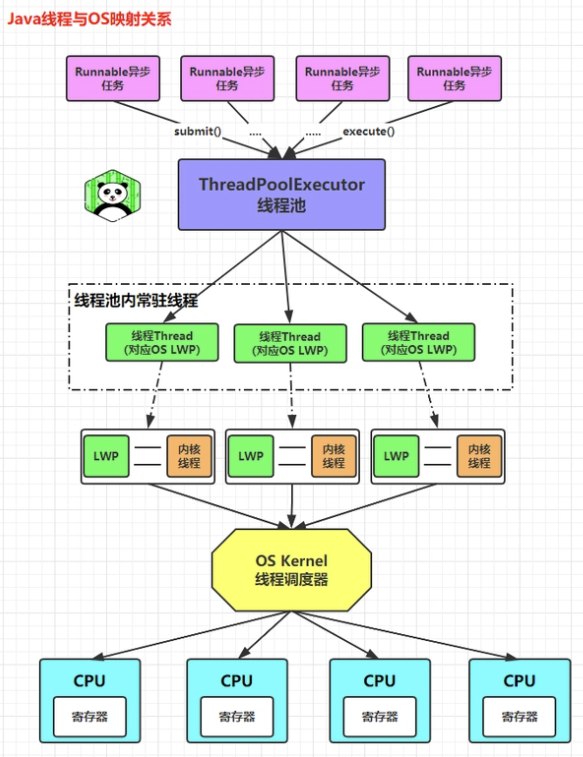 Java线程与OS映射关系
Runnable异步
任务
Runnable异步
任务
Runnable异步
任务
Runnable异步
任务
submit()
....
.....
execute()
ThreadPoolExecutor
线程池
线程池内常驻线程
线程Thread
(对应OS LWP)
线程Thread
(对应OS LWP)
线程Thread
(对应OS LWP)
LWP
内核
线程
LWP
内核
线程
LWP
内核
线程
OS Kernel
线程调度器
CPU
寄存器
CPU
寄存器
CPU
寄存器
CPU
寄存器